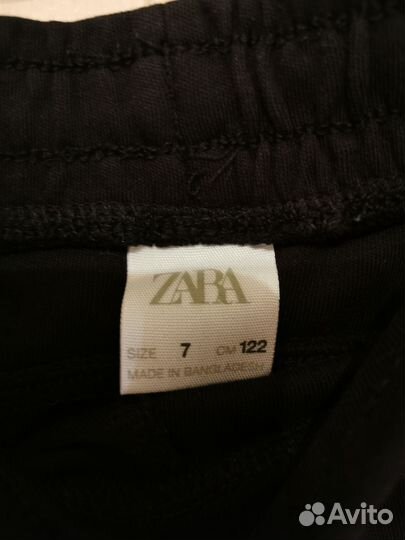 ZARA
SIZE 7 CM 122
MADE IN BANGLADESH
Avito